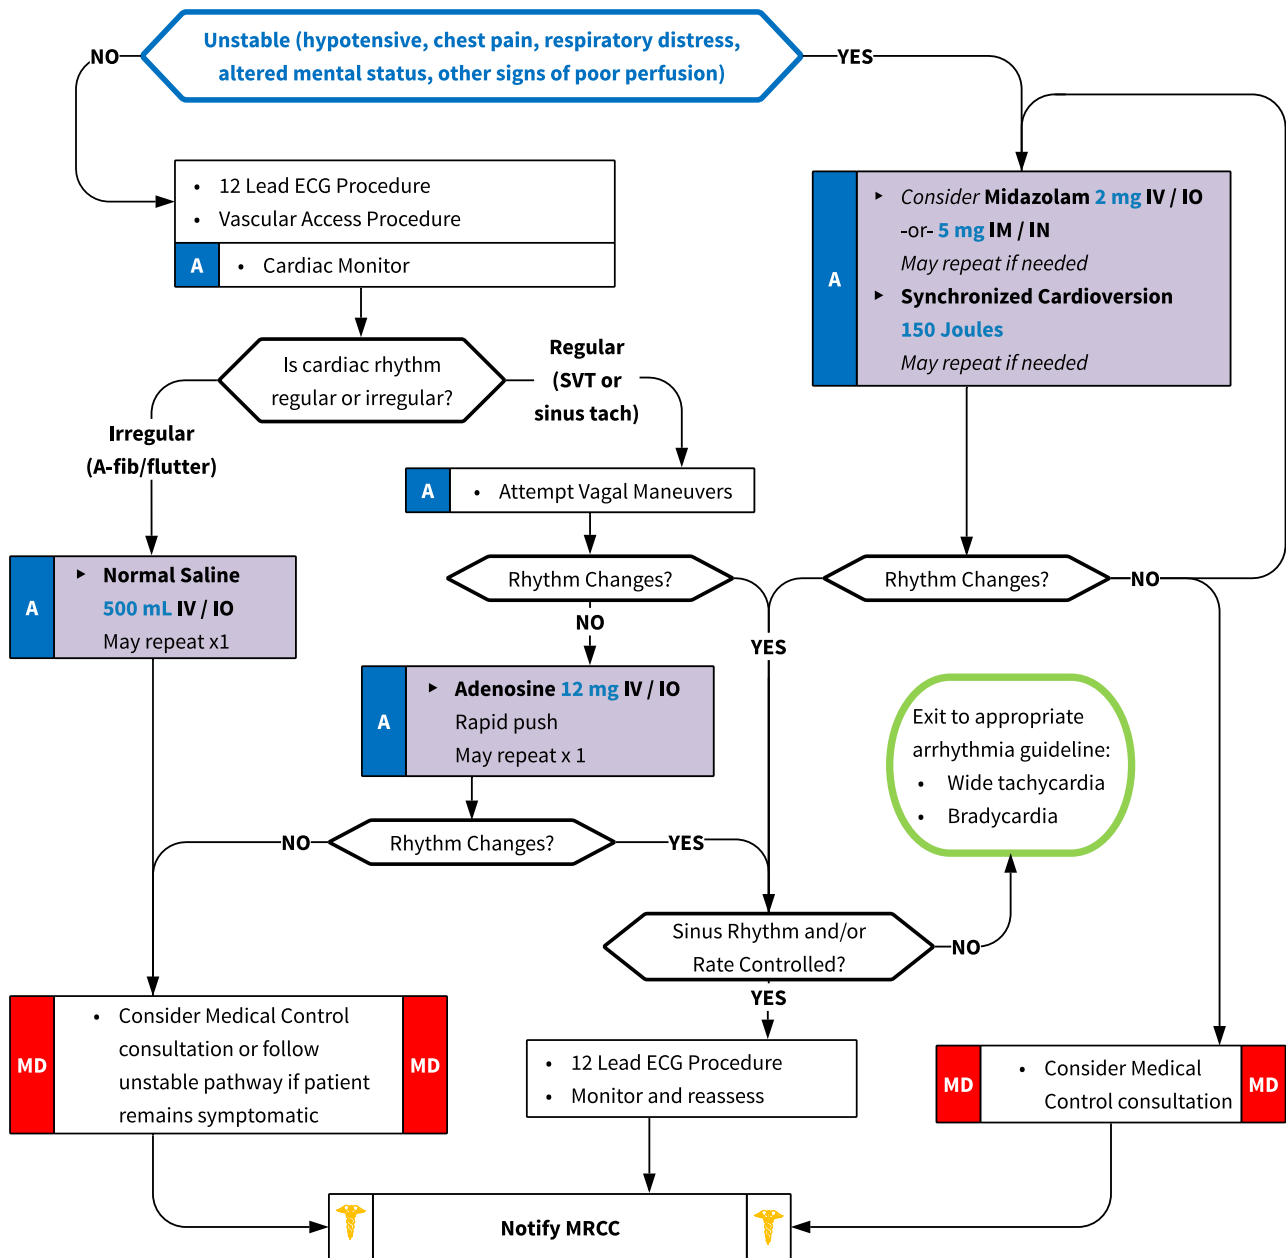 Unstable (hypotensive, chest pain, respiratory distress,
altered mental status, other signs of poor perfusion)
NO
YES
• 12 Lead ECG Procedure
• Vascular Access Procedure
A
• Cardiac Monitor
A
‣ Consider Midazolam 2 mg IV / IO
-or- 5 mg IM / IN
May repeat if needed
‣ Synchronized Cardioversion
150 Joules
May repeat if needed
Is cardiac rhythm
regular or irregular?
Regular
(SVT or
sinus tach)
Irregular
(A-fib/flutter)
A
• Attempt Vagal Maneuvers
A
‣ Normal Saline
500 mL IV / IO
May repeat x1
Rhythm Changes?
NO
YES
Rhythm Changes?
NO
A
‣ Adenosine 12 mg IV / IO
Rapid push
May repeat x 1
Exit to appropriate
arrhythmia guideline:
• Wide tachycardia
• Bradycardia
NO
Rhythm Changes?
YES
Sinus Rhythm and/or
Rate Controlled?
NO
YES
MD
• Consider Medical Control
consultation or follow
unstable pathway if patient
remains symptomatic
MD
• 12 Lead ECG Procedure
• Monitor and reassess
MD
• Consider Medical
Control consultation
MD
Notify MRCC